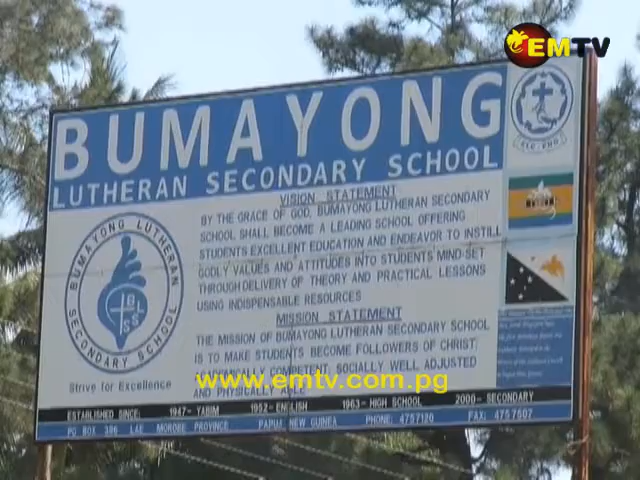 EMTV
BUMAYONG
LUTHERAN SECONDARY SCHOOL
ELC-PNG
VISION STATEMENT
BY THE GRACE OF GOD, BUMAYONG LUTHERAN SECONDARY
SCHOOL SHALL BECOME A LEADING SCHOOL OFFERING
STUDENTS EXCELLENT EDUCATION AND ENDEAVOR TO INSTILL
GODLY VALUES AND ATTITUDES INTO STUDENTS MIND-SET
THROUGH DELIVERY OF THEORY AND PRACTICAL LESSONS
USING INDISPENSABLE RESOURCES
BUMAYONG LUTHERAN
SECONDARY SCHOOL
BLSS
Strive for Excellence
MISSION STATEMENT
THE MISSION OF BUMAYONG LUTHERAN SECONDARY SCHOOL
IS TO MAKE STUDENTS BECOME FOLLOWERS OF CHRIST,
SOCIALLY WELL ADJUSTED
AND PHYSICALLY ABLE
www.emtv.com.pg
ESTABLISHED SINCE: 1947- YABIM 1952-ENGLISH 1963- HIGH SCHOOL 2000- SECONDARY
PO BOX 386 LAE MOROBE PROVINCE PAPUA NEW GUINEA PHONE: 4757120 FAX: 4757507